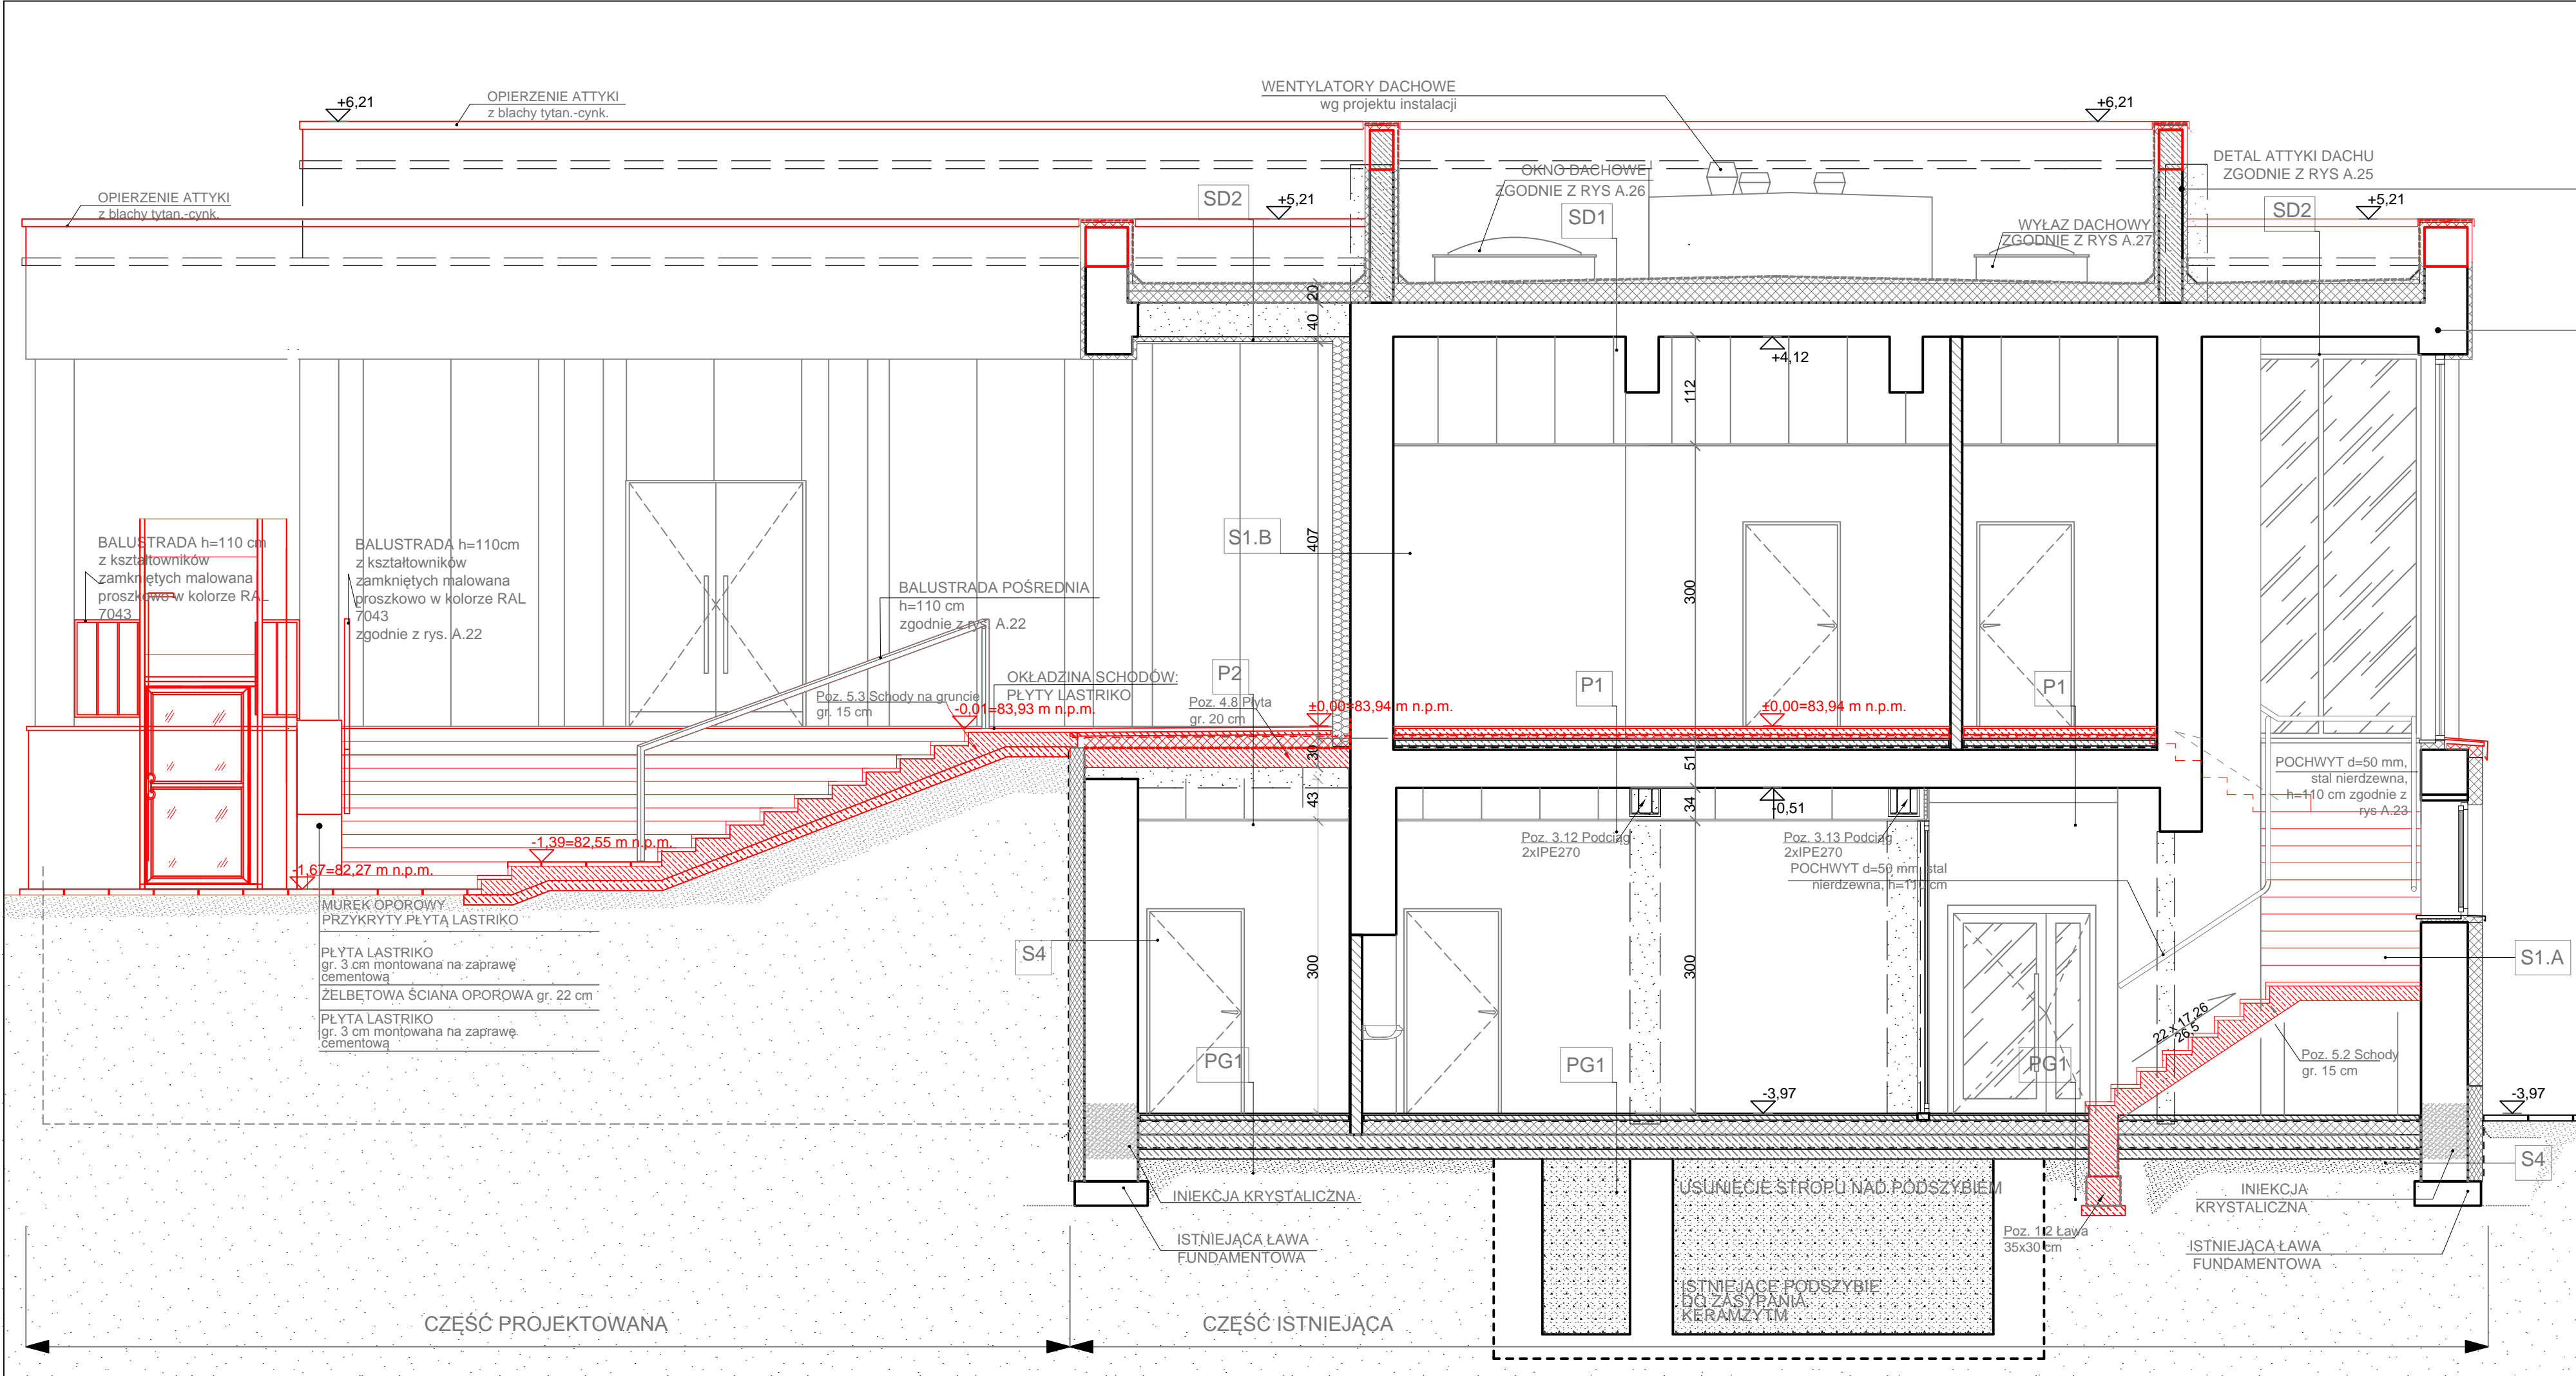 WENTYLATORY DACHOWE
wg projektu instalacji
OPIERZENIE ATTYKI
z blachy tytan.-cynk.
+6,21
+6,21
DETAL ATTYKI DACHU
ZGODNIE Z RYS A.25
OKNO DACHOWE
ZGODNIE Z RYS A.26
OPIERZENIE ATTYKI
z blachy tytan.-cynk.
SD2
+5,21
SD1
WYŁAZ DACHOWY
ZGODNIE Z RYS A.27
SD2
+5,21
20
40
+4,12
112
S1.B
407
300
BALUSTRADA h=110 cm
z kształtowników
zamkniętych malowana
proszkowo w kolorze RAL
7043
BALUSTRADA h=110cm
z kształtowników
zamkniętych malowana
proszkowo w kolorze RAL
7043
zgodnie z rys. A.22
BALUSTRADA POŚREDNIA
h=110 cm
zgodnie z rys. A.22
OKŁADZINA SCHODÓW:
PŁYTY LASTRIKO
Poz. 5.3 Schody na gruncie
gr. 15 cm
-0,01=83,93 m n.p.m.
P2
Poz. 4.8 Płyta
gr. 20 cm
±0,00=83,94 m n.p.m.
P1
±0,00=83,94 m n.p.m.
P1
30
51
43
34
-0,51
POCHWYT d=50 mm,
stal nierdzewna,
h=110 cm zgodnie z
rys A.23
Poz. 3.12 Podciąg
2xIPE270
Poz. 3.13 Podciąg
2xIPE270
POCHWYT d=50 mm, stal
nierdzewna, h=110 cm
-1,39=82,55 m n.p.m.
-1,67=82,27 m n.p.m.
MUREK OPOROWY
PRZYKRYTY PŁYTĄ LASTRIKO
PŁYTA LASTRIKO
gr. 3 cm montowana na zaprawę
cementową
ŻELBETOWA ŚCIANA OPOROWA gr. 22 cm
PŁYTA LASTRIKO
gr. 3 cm montowana na zaprawę
cementową
S4
300
300
S1.A
22 x 17,26
26,5
PG1
PG1
PG1
Poz. 5.2 Schody
gr. 15 cm
-3,97
-3,97
S4
INIEKCJA KRYSTALICZNA
USUNIĘCIE STROPU NAD PODSZYBIEM
INIEKCJA
KRYSTALICZNA
ISTNIEJĄCA ŁAWA
FUNDAMENTOWA
Poz. 1.2 Ława
35x30 cm
ISTNIEJĄCA ŁAWA
FUNDAMENTOWA
ISTNIEJĄCE PODSZYBIE
DO ZASYPANIA
KERAMZYTM
CZĘŚĆ PROJEKTOWANA
CZĘŚĆ ISTNIEJĄCA